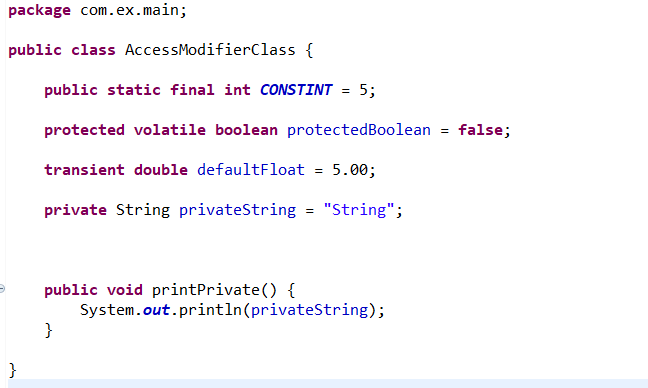 package com.ex.main;
public class AccessModifierClass {
public static final int CONSTINT = 5;
protected volatile boolean protectedBoolean = false;
transient double defaultFloat = 5.00;
private String privateString = "String";
public void printPrivate() {
System.out.println(privateString);
}
}